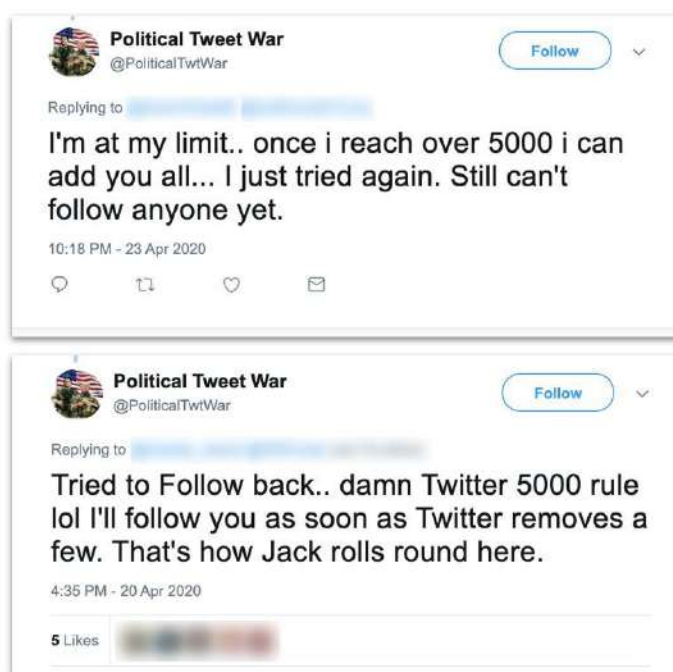 Political Tweet War
@PoliticalTwtWar
Follow
Replying to
I'm at my limit.. once i reach over 5000 i can
add you all... I just tried again. Still can't
follow anyone yet.
10:18 PM - 23 Apr 2020
Political Tweet War
@PoliticalTwtWar
Follow
Replying to
Tried to Follow back.. damn Twitter 5000 rule
lol I'll follow you as soon as Twitter removes a
few. That's how Jack rolls round here.
4:35 PM - 20 Apr 2020
5 Likes